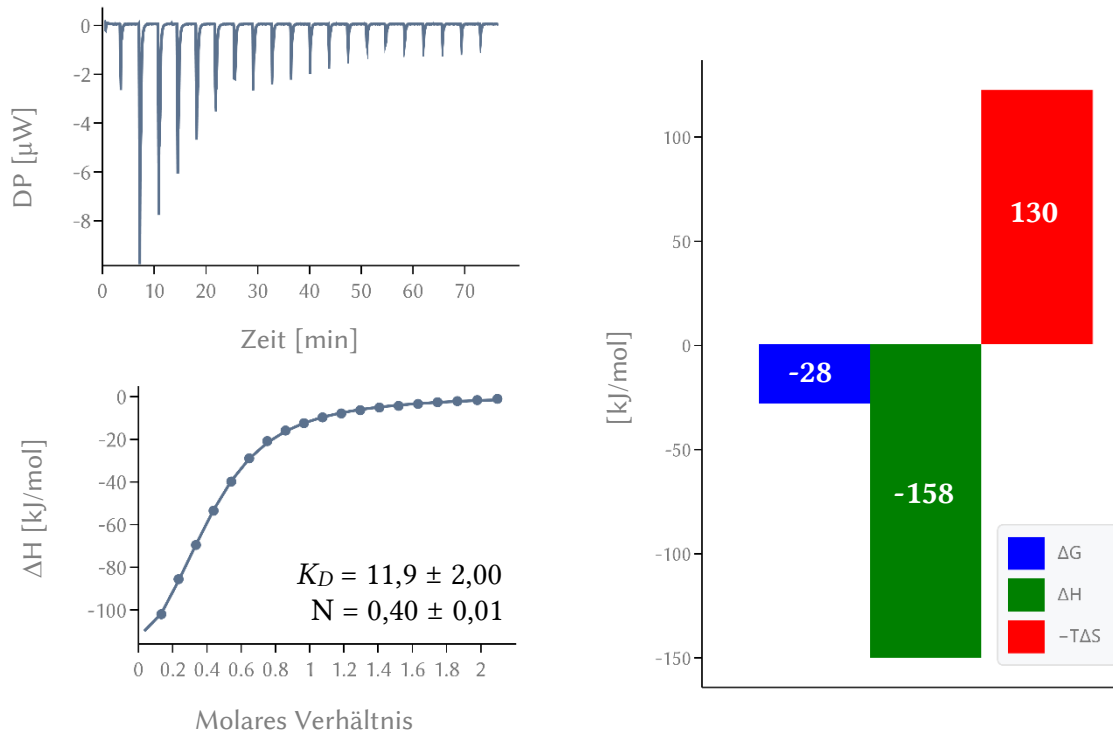 0
-2
-4
-6
-8
DP [µW]
0 10 20 30 40 50 60 70
Zeit [min]
0
-20
-40
-60
-80
-100
ΔH [kJ/mol]
K_D = 11,9 ± 2,00
N = 0,40 ± 0,01
0 0.2 0.4 0.6 0.8 1 1.2 1.4 1.6 1.8 2
Molares Verhältnis
100
50
0
-50
-100
-150
[kJ/mol]
130
-28
-158
ΔG
ΔH
−TΔS